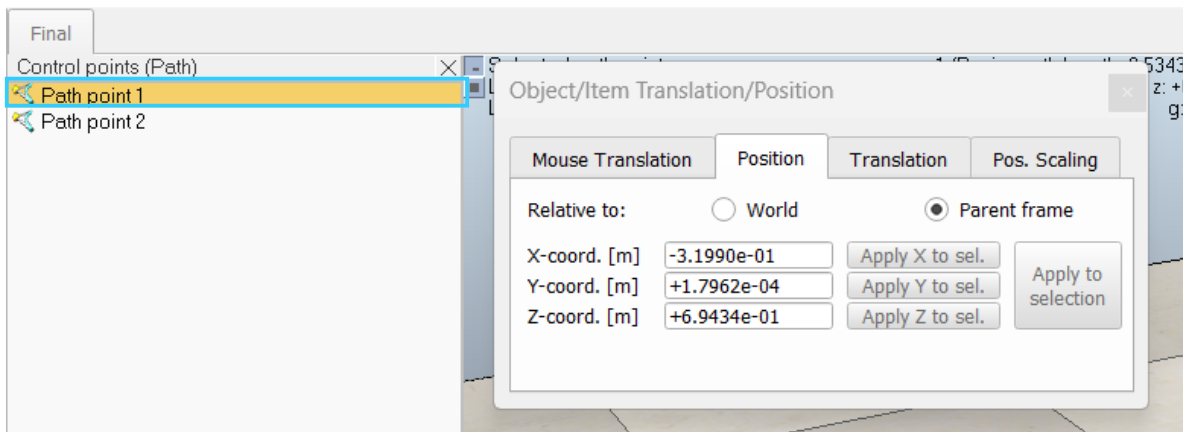 Final
Control points (Path)
Path point 1
Path point 2
5343
z: +
g:
Object/Item Translation/Position
Mouse Translation Position Translation Pos. Scaling
Relative to: World Parent frame
X-coord. [m] -3.1990e-01 Apply X to sel.
Y-coord. [m] +1.7962e-04 Apply Y to sel.
Z-coord. [m] +6.9434e-01 Apply Z to sel.
Apply to
selection